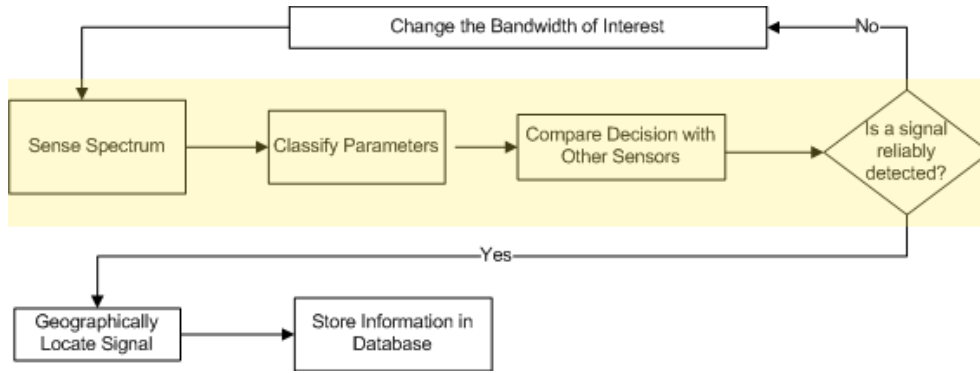 Change the Bandwidth of Interest
No
Sense Spectrum
Classify Parameters
Compare Decision with
Other Sensors
Is a signal
reliably
detected?
Yes
Geographically
Locate Signal
Store Information in
Database